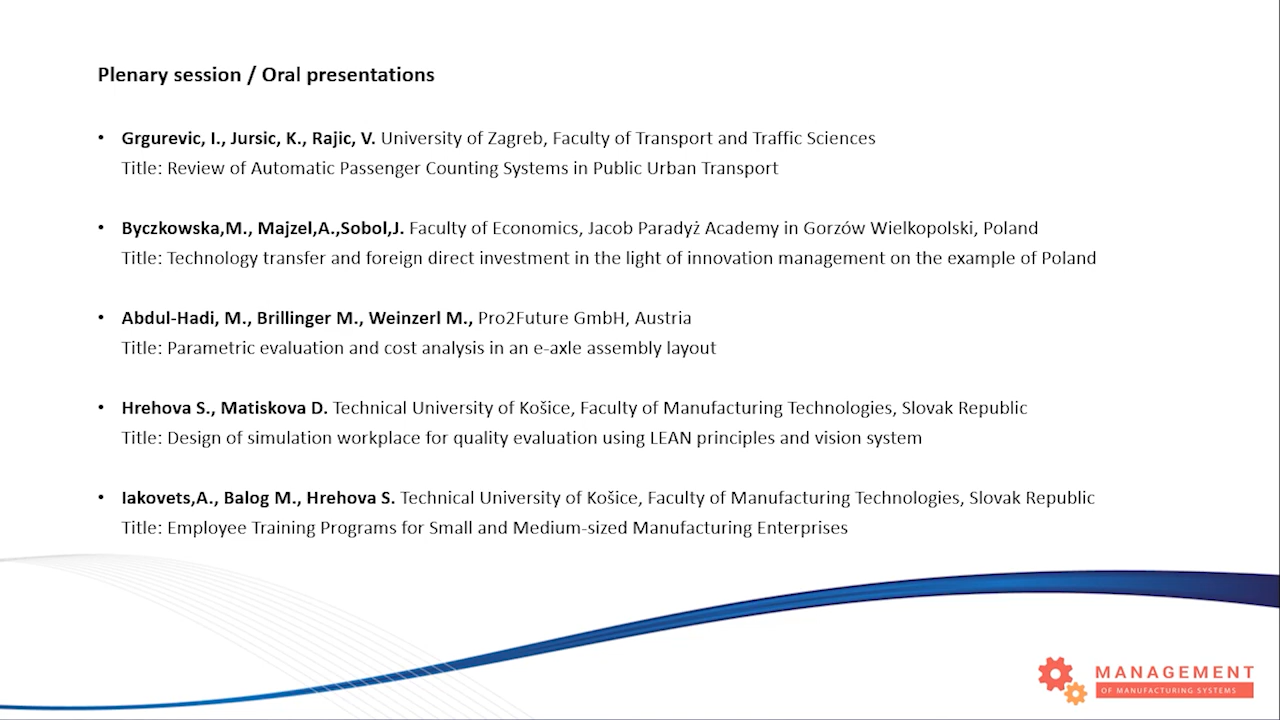 Plenary session / Oral presentations
• Grgurevic, I., Jursic, K., Rajic, V. University of Zagreb, Faculty of Transport and Traffic Sciences
Title: Review of Automatic Passenger Counting Systems in Public Urban Transport
• Byczkowska,M., Majzel,A.,Sobol,J. Faculty of Economics, Jacob Paradyż Academy in Gorzów Wielkopolski, Poland
Title: Technology transfer and foreign direct investment in the light of innovation management on the example of Poland
• Abdul-Hadi, M., Brillinger M., Weinzerl M., Pro2Future GmbH, Austria
Title: Parametric evaluation and cost analysis in an e-axle assembly layout
• Hrehova S., Matiskova D. Technical University of Košice, Faculty of Manufacturing Technologies, Slovak Republic
Title: Design of simulation workplace for quality evaluation using LEAN principles and vision system
• Iakovets,A., Balog M., Hrehova S. Technical University of Košice, Faculty of Manufacturing Technologies, Slovak Republic
Title: Employee Training Programs for Small and Medium-sized Manufacturing Enterprises
MANAGEMENT
OF MANUFACTURING SYSTEMS